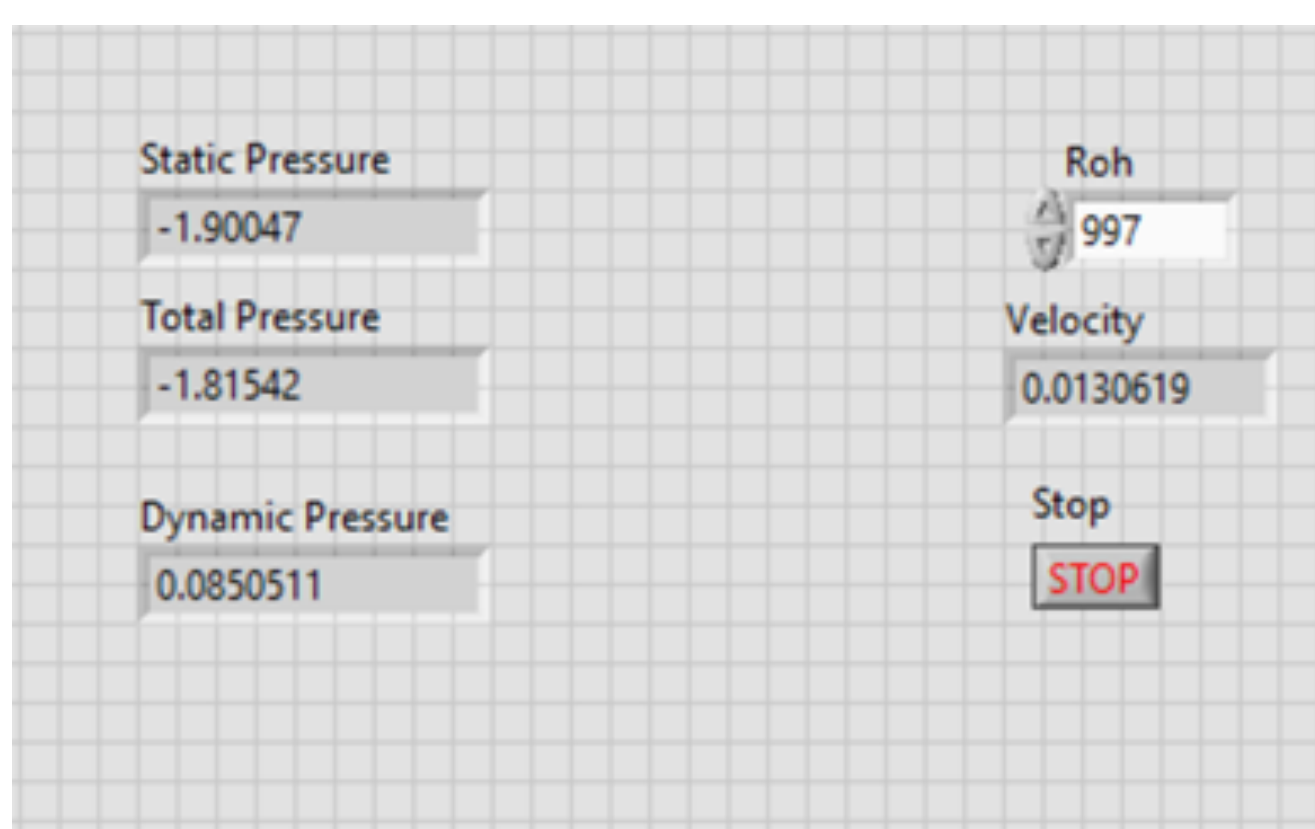 Static Pressure
-1.90047
Total Pressure
-1.81542
Dynamic Pressure
0.0850511
Roh
997
Velocity
0.0130619
Stop
STOP